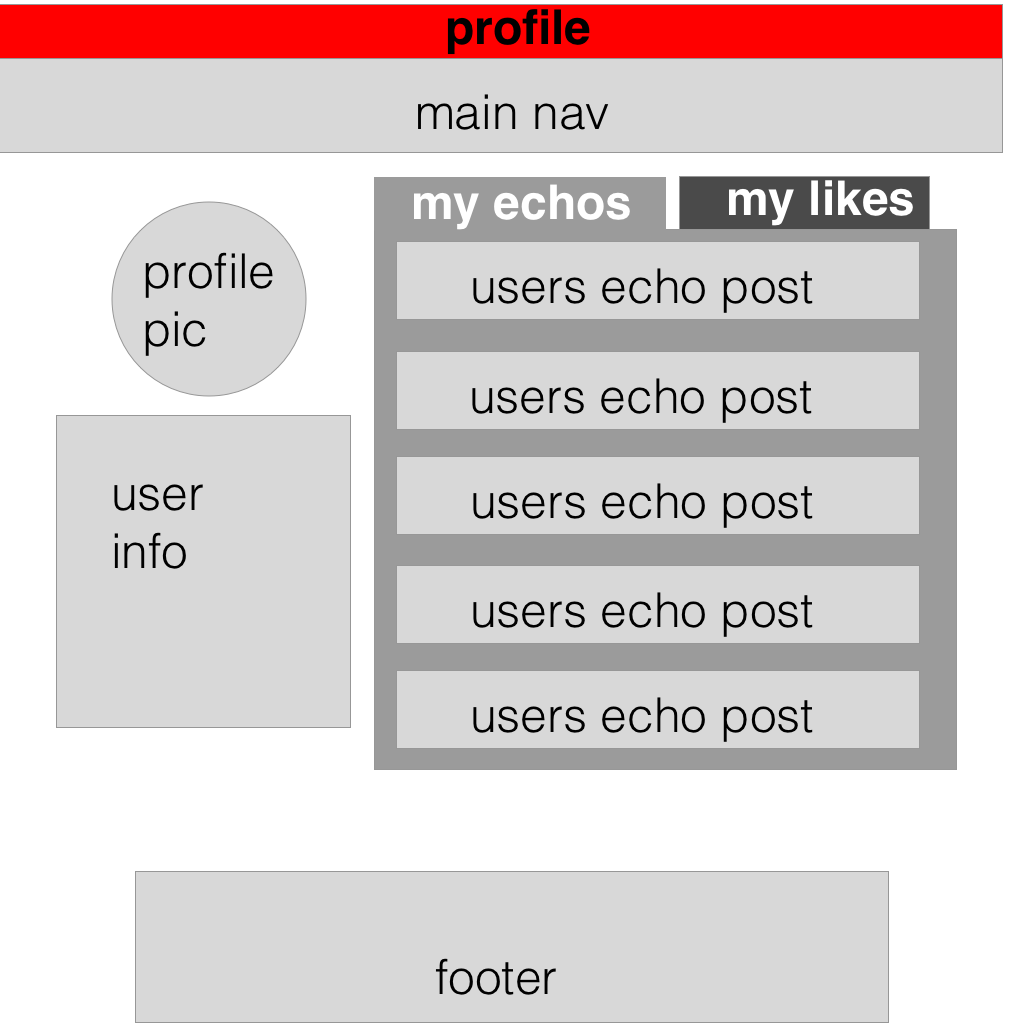 profile
main nav
my echos
my likes
profile
pic
user
info
users echo post
users echo post
users echo post
users echo post
users echo post
footer